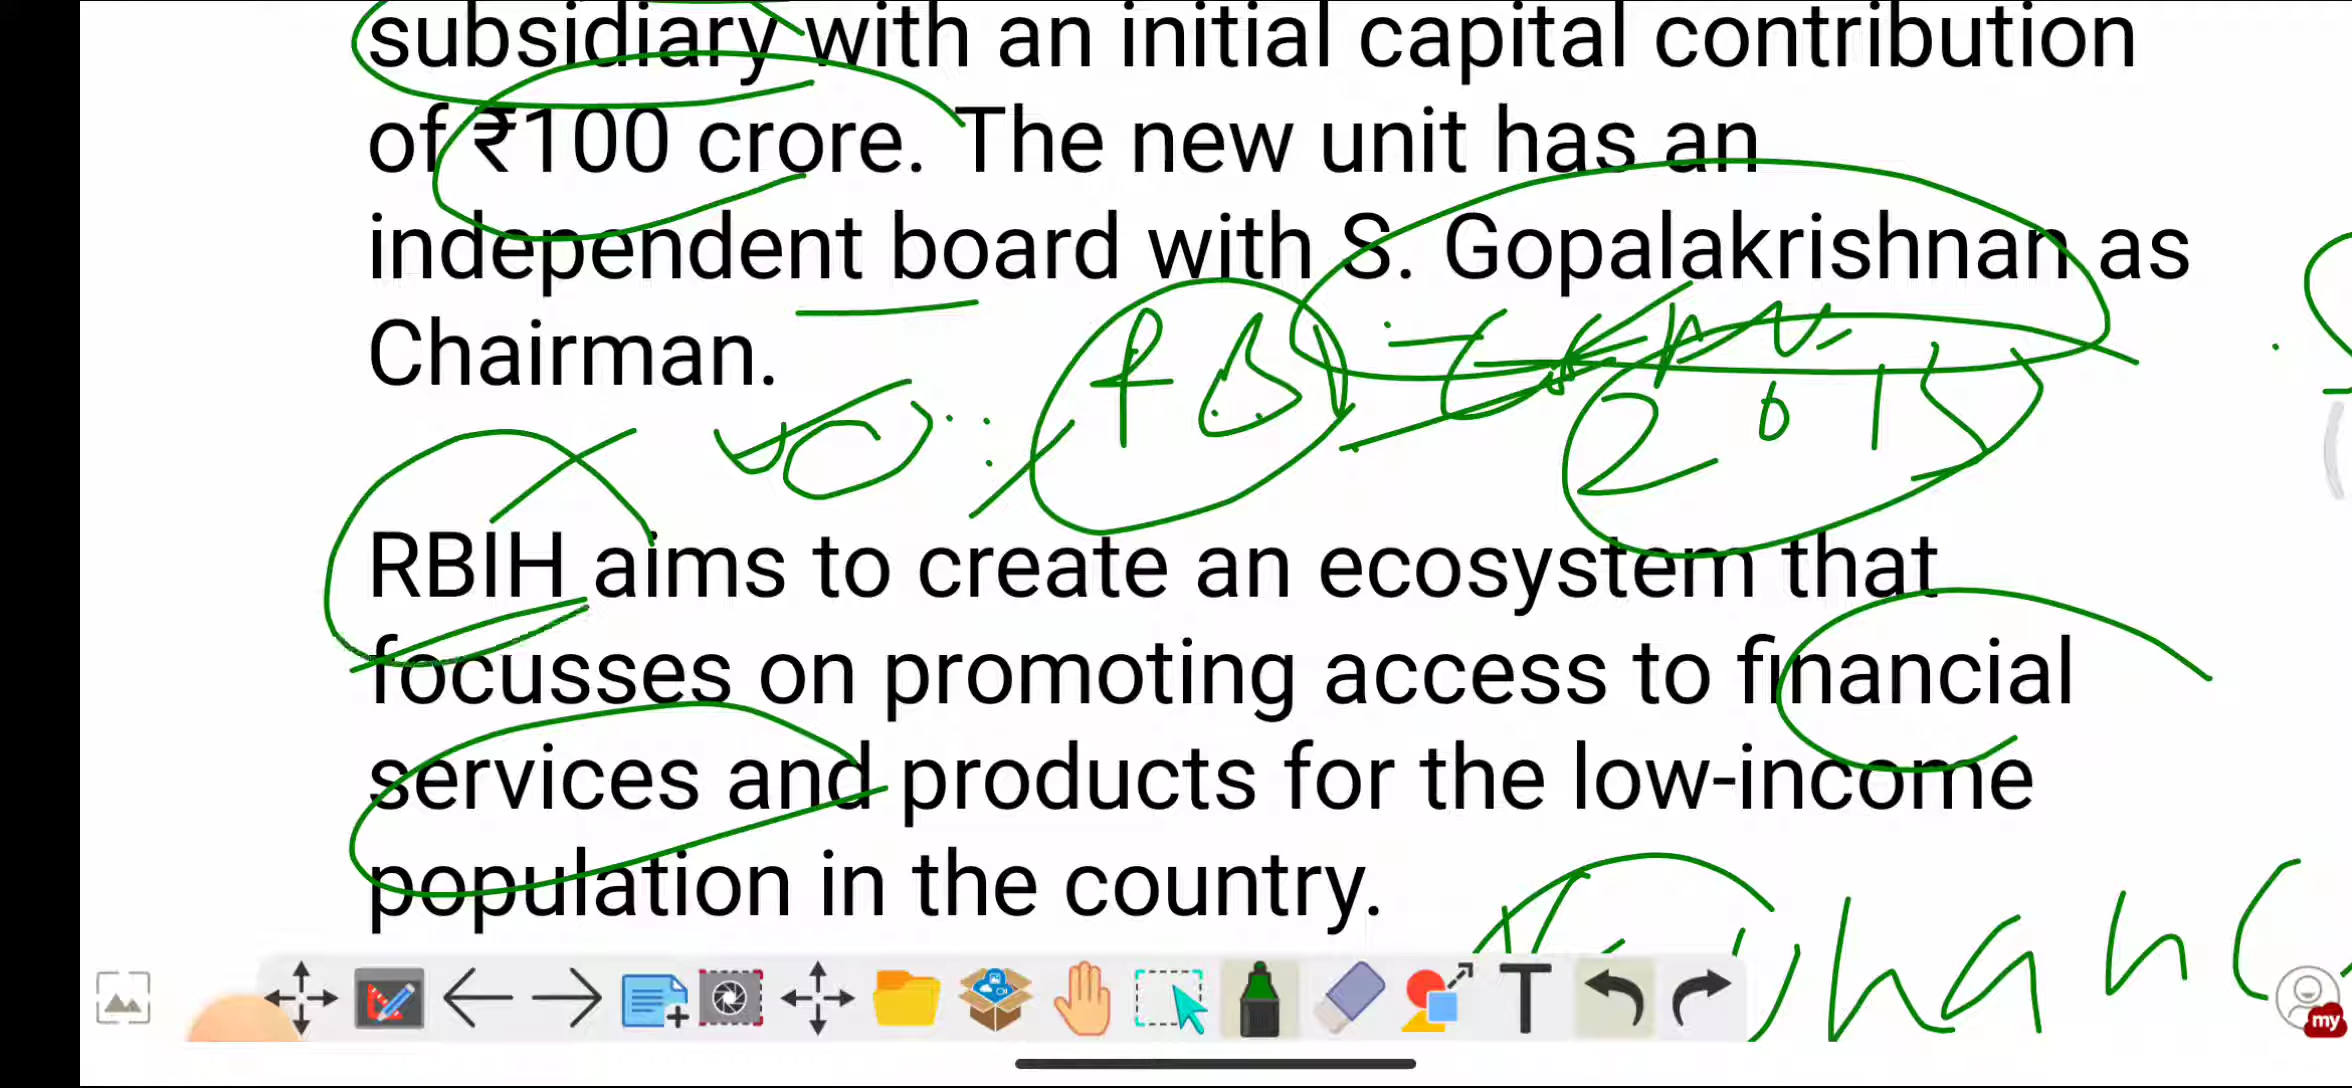 subsidiary with an initial capital contribution
of ₹100 crore. The new unit has an
independent board with S. Gopalakrishnan as
Chairman.
RBIH aims to create an ecosystem that
focusses on promoting access to financial
services and products for the low-income
population in the country.
T
my